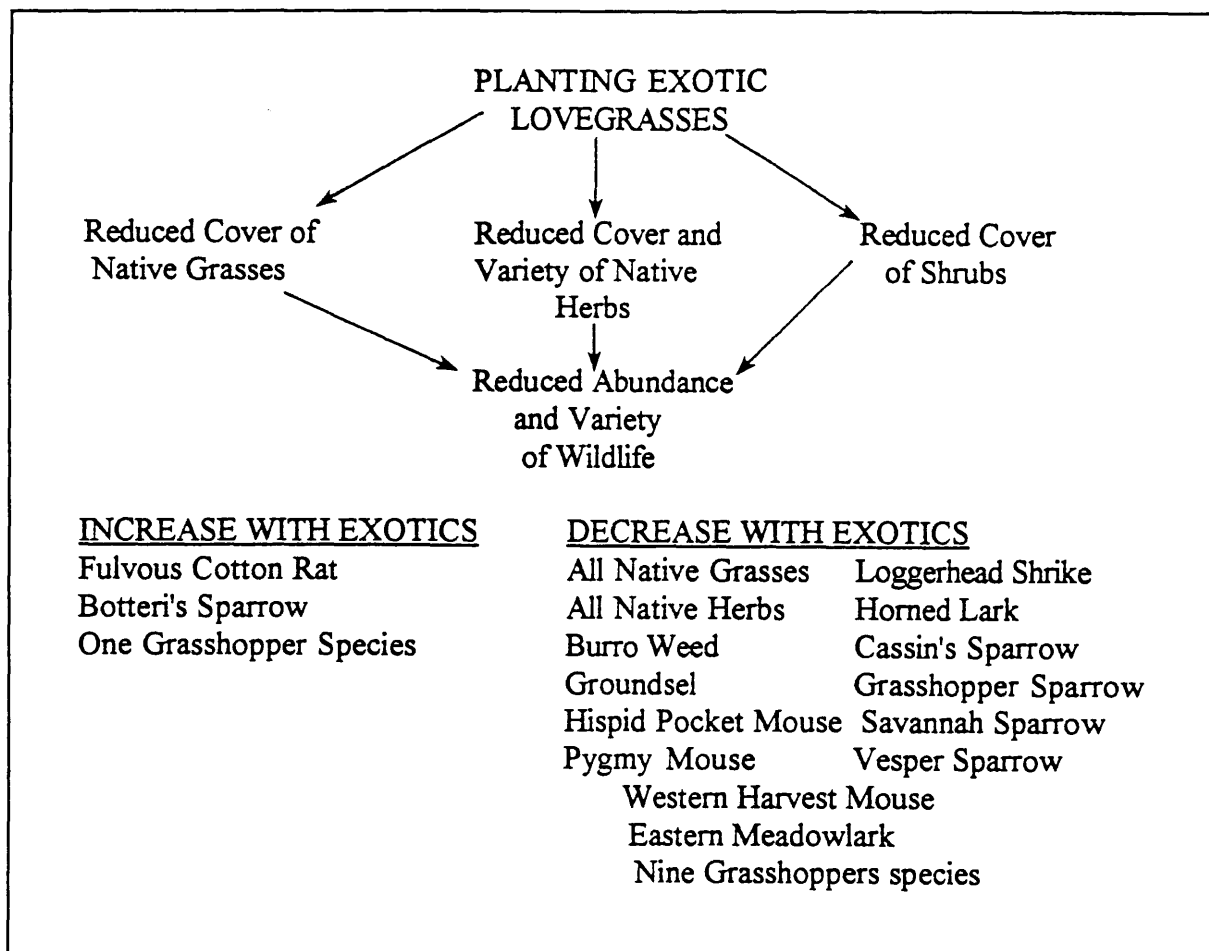 PLANTING EXOTIC
LOVEGRASSES
Reduced Cover of
Native Grasses
Reduced Cover and
Variety of Native
Herbs
Reduced Cover
of Shrubs
Reduced Abundance
and Variety
of Wildlife
INCREASE WITH EXOTICS
Fulvous Cotton Rat
Botteri's Sparrow
One Grasshopper Species
DECREASE WITH EXOTICS
All Native Grasses Loggerhead Shrike
All Native Herbs Horned Lark
Burro Weed Cassin's Sparrow
Groundsel Grasshopper Sparrow
Hispid Pocket Mouse Savannah Sparrow
Pygmy Mouse Vesper Sparrow
Western Harvest Mouse
Eastern Meadowlark
Nine Grasshoppers species